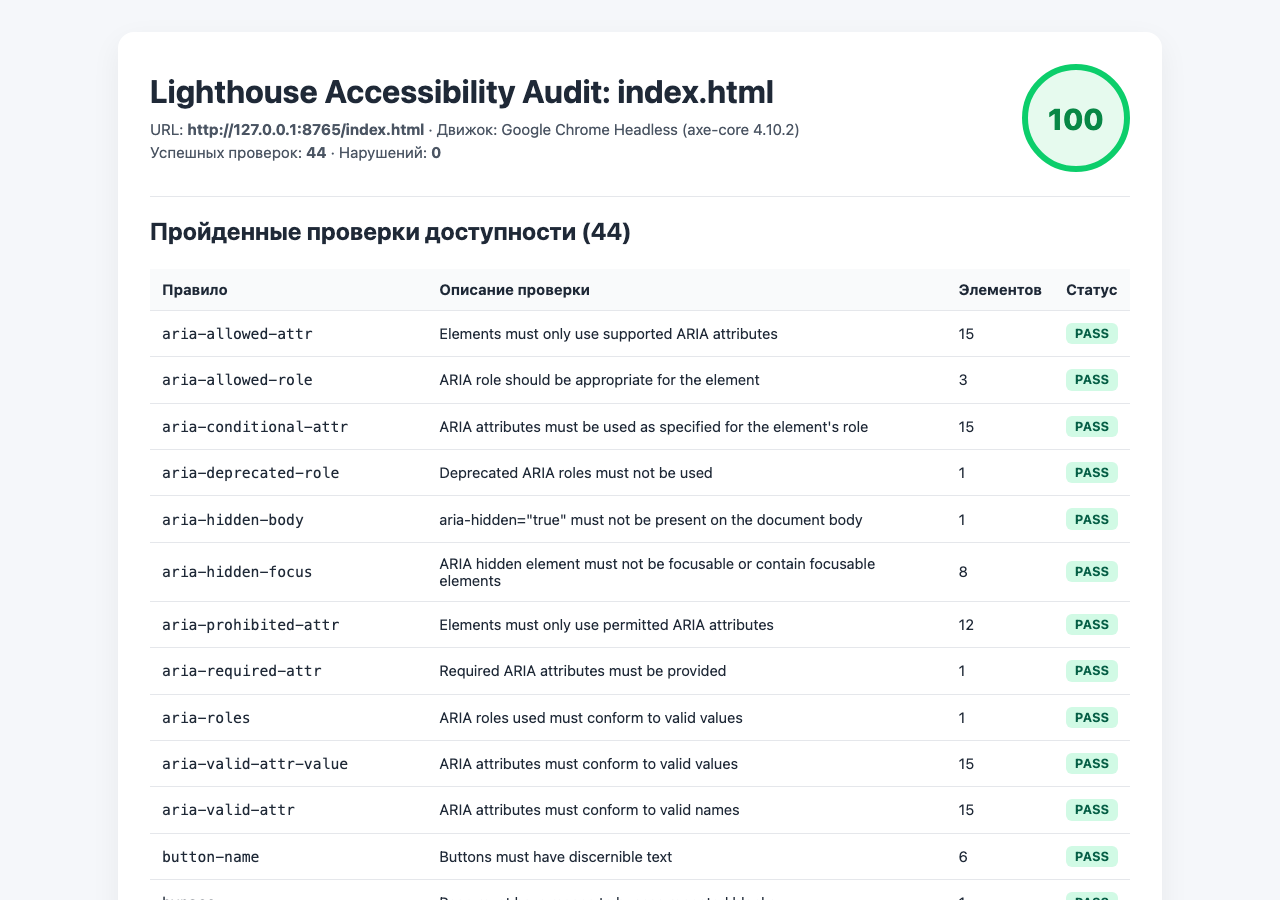 Lighthouse Accessibility Audit: index.html
URL: http://127.0.0.1:8765/index.html · Движок: Google Chrome Headless (axe-core 4.10.2)
Успешных проверок: 44 · Нарушений: 0
100
Пройденные проверки доступности (44)
Правило Описание проверки Элементов Статус
aria-allowed-attr Elements must only use supported ARIA attributes 15 PASS
aria-allowed-role ARIA role should be appropriate for the element 3 PASS
aria-conditional-attr ARIA attributes must be used as specified for the element's role 15 PASS
aria-deprecated-role Deprecated ARIA roles must not be used 1 PASS
aria-hidden-body aria-hidden="true" must not be present on the document body 1 PASS
aria-hidden-focus ARIA hidden element must not be focusable or contain focusable
elements 8 PASS
aria-prohibited-attr Elements must only use permitted ARIA attributes 12 PASS
aria-required-attr Required ARIA attributes must be provided 1 PASS
aria-roles ARIA roles used must conform to valid values 1 PASS
aria-valid-attr-value ARIA attributes must conform to valid values 15 PASS
aria-valid-attr ARIA attributes must conform to valid names 15 PASS
button-name Buttons must have discernible text 6 PASS